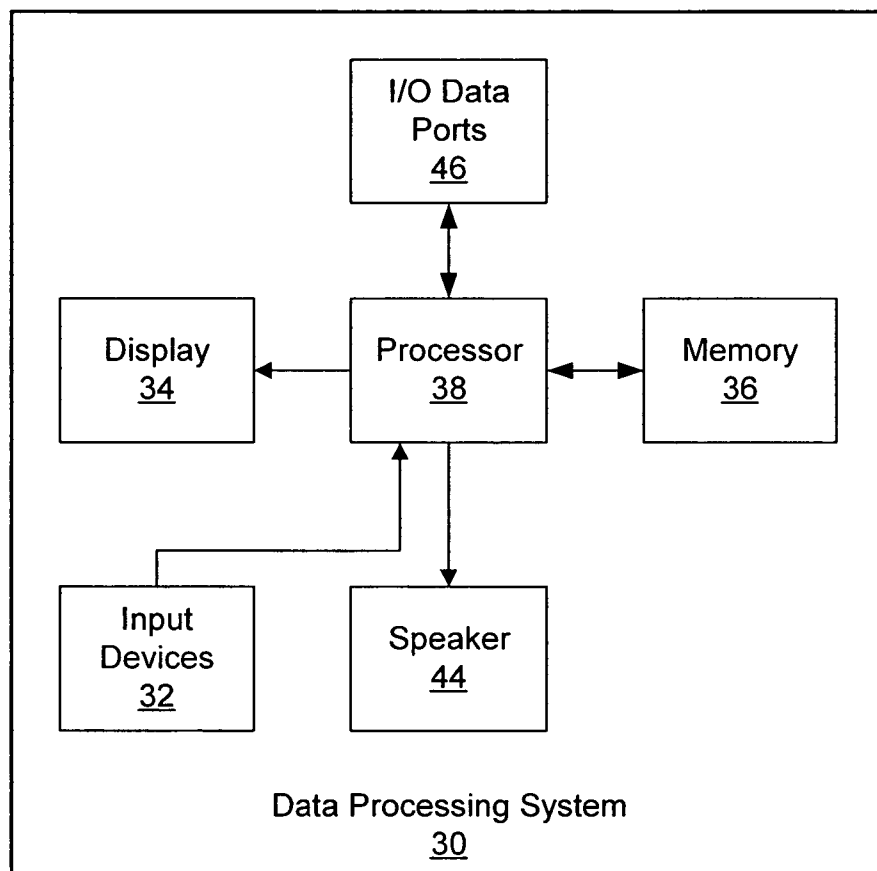 I/O Data
Ports
46
Display
34
Processor
38
Memory
36
Input
Devices
32
Speaker
44
Data Processing System
30